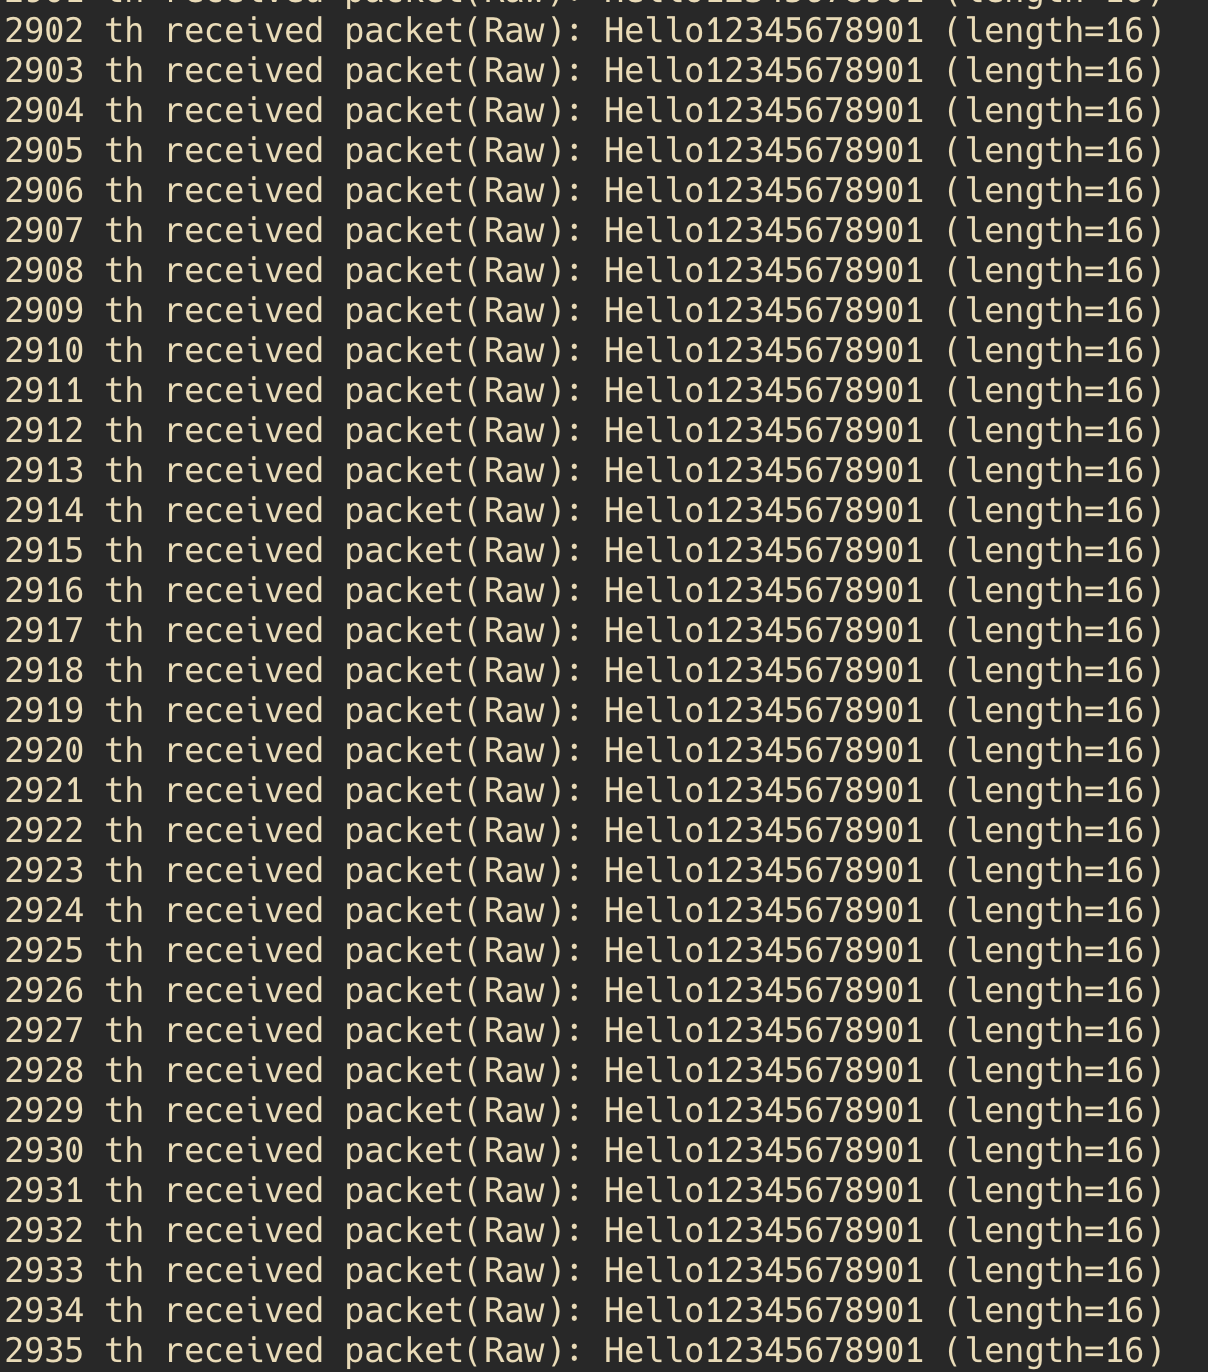 2901 th received packet(Raw): Hello12345678901 (length=16)
2902 th received packet(Raw): Hello12345678901 (length=16)
2903 th received packet(Raw): Hello12345678901 (length=16)
2904 th received packet(Raw): Hello12345678901 (length=16)
2905 th received packet(Raw): Hello12345678901 (length=16)
2906 th received packet(Raw): Hello12345678901 (length=16)
2907 th received packet(Raw): Hello12345678901 (length=16)
2908 th received packet(Raw): Hello12345678901 (length=16)
2909 th received packet(Raw): Hello12345678901 (length=16)
2910 th received packet(Raw): Hello12345678901 (length=16)
2911 th received packet(Raw): Hello12345678901 (length=16)
2912 th received packet(Raw): Hello12345678901 (length=16)
2913 th received packet(Raw): Hello12345678901 (length=16)
2914 th received packet(Raw): Hello12345678901 (length=16)
2915 th received packet(Raw): Hello12345678901 (length=16)
2916 th received packet(Raw): Hello12345678901 (length=16)
2917 th received packet(Raw): Hello12345678901 (length=16)
2918 th received packet(Raw): Hello12345678901 (length=16)
2919 th received packet(Raw): Hello12345678901 (length=16)
2920 th received packet(Raw): Hello12345678901 (length=16)
2921 th received packet(Raw): Hello12345678901 (length=16)
2922 th received packet(Raw): Hello12345678901 (length=16)
2923 th received packet(Raw): Hello12345678901 (length=16)
2924 th received packet(Raw): Hello12345678901 (length=16)
2925 th received packet(Raw): Hello12345678901 (length=16)
2926 th received packet(Raw): Hello12345678901 (length=16)
2927 th received packet(Raw): Hello12345678901 (length=16)
2928 th received packet(Raw): Hello12345678901 (length=16)
2929 th received packet(Raw): Hello12345678901 (length=16)
2930 th received packet(Raw): Hello12345678901 (length=16)
2931 th received packet(Raw): Hello12345678901 (length=16)
2932 th received packet(Raw): Hello12345678901 (length=16)
2933 th received packet(Raw): Hello12345678901 (length=16)
2934 th received packet(Raw): Hello12345678901 (length=16)
2935 th received packet(Raw): Hello12345678901 (length=16)